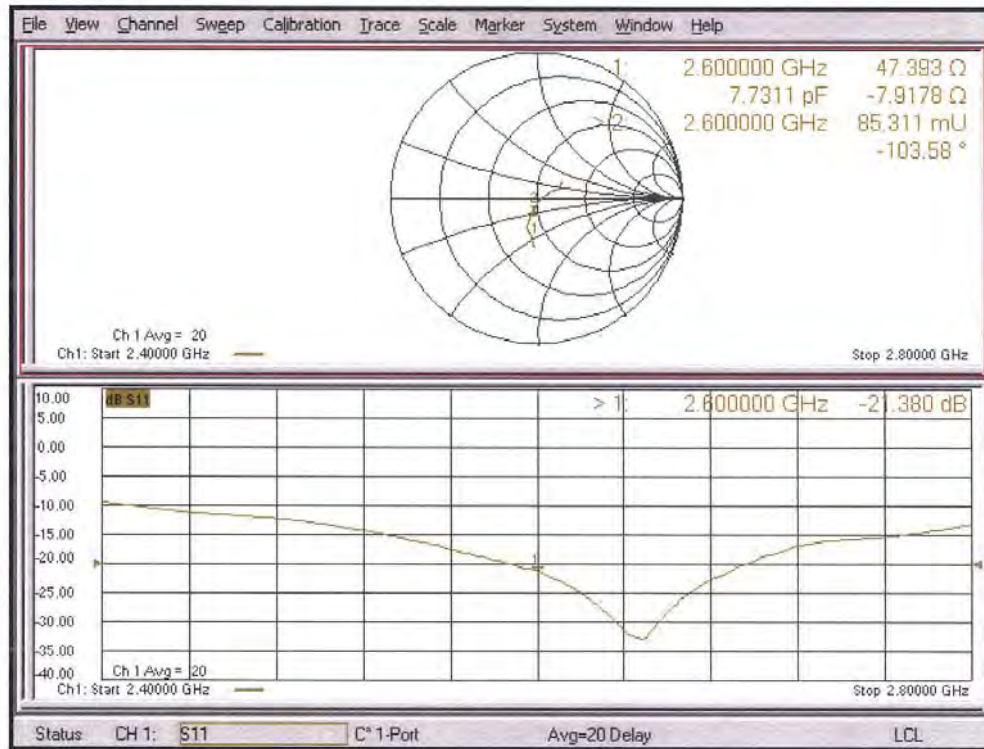 File View Channel Sweep Calibration Trace Scale Marker System Window Help
1: 2.600000 GHz 47.393 Ω
7.7311 pF -7.9178 Ω
> 2: 2.600000 GHz 85.311 mU
-103.58 °
1
Ch 1 Avg = 20
Ch1: Start 2.40000 GHz
Stop 2.80000 GHz
10.00
dB S11
> 1: 2.600000 GHz -21.380 dB
5.00
0.00
-5.00
-10.00
-15.00
-20.00
1
-25.00
-30.00
-35.00
-40.00
Ch 1 Avg = 20
Ch1: Start 2.40000 GHz
Stop 2.80000 GHz
Status CH 1: S11 C* 1-Port Avg=20 Delay LCL